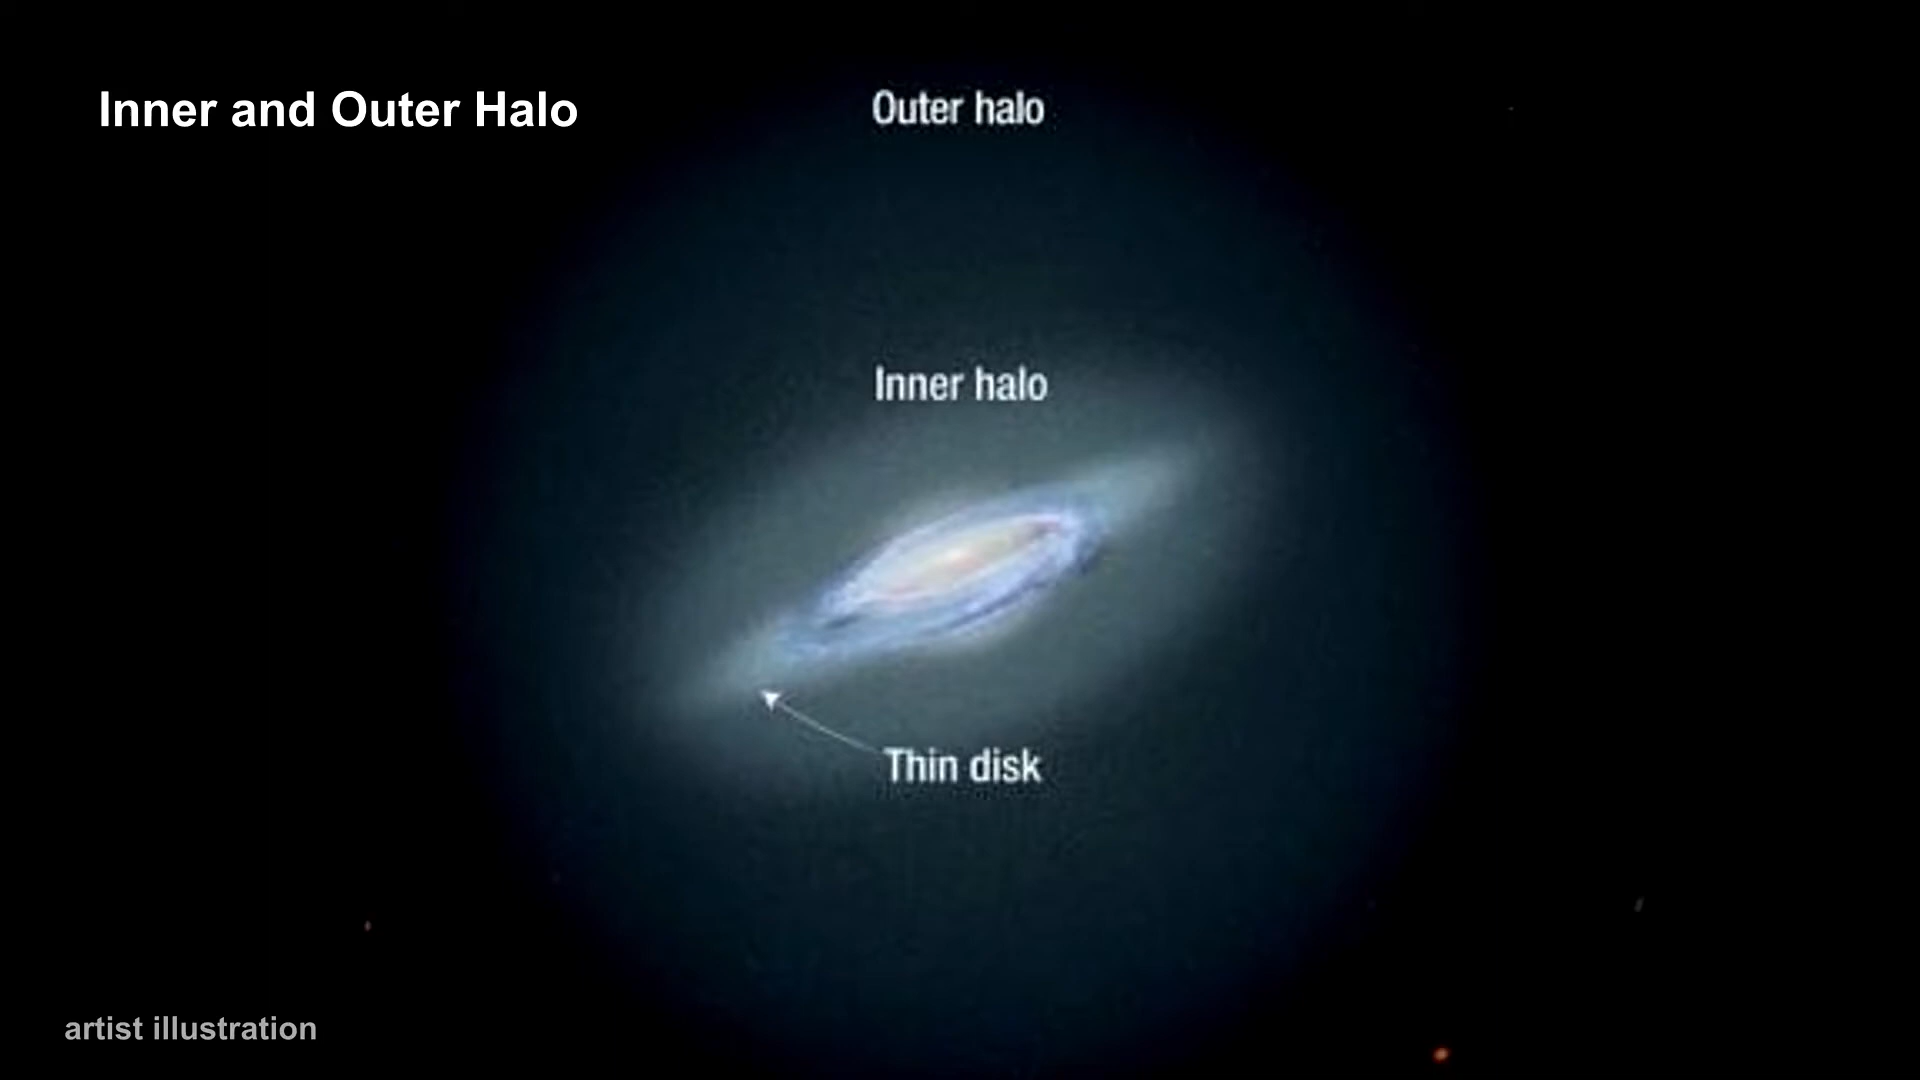 Inner and Outer Halo
Outer halo
Inner halo
Thin disk
artist illustration